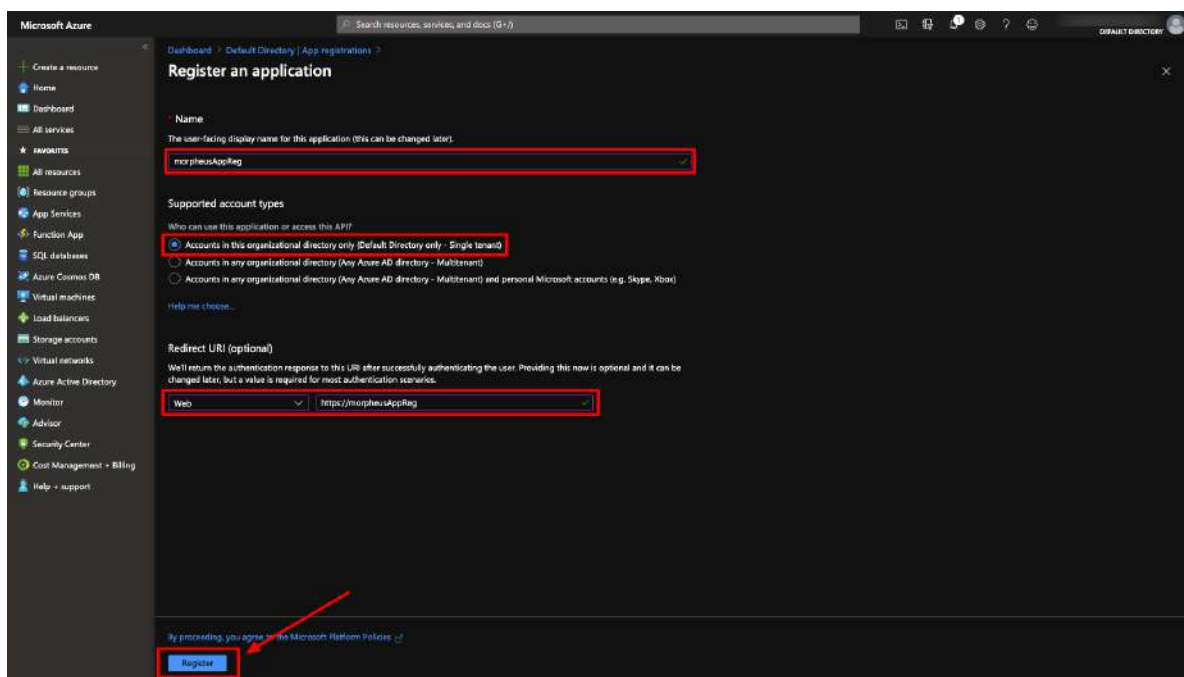 Microsoft Azure
Search resources, services, and docs (G+/)
DEFAULT DIRECTORY
Create a resource
Home
Dashboard
All services
FAVORITES
All resources
Resource groups
App Services
Function App
SQL databases
Azure Cosmos DB
Virtual machines
Load balancers
Storage accounts
Virtual networks
Azure Active Directory
Monitor
Advisor
Security Center
Cost Management + Billing
Help + support
Dashboard > Default Directory | App registrations >
Register an application
* Name
The user-facing display name for this application (this can be changed later).
morpheusAppReg
Supported account types
Who can use this application or access this API?
Accounts in this organizational directory only (Default Directory only - Single tenant)
Accounts in any organizational directory (Any Azure AD directory - Multitenant)
Accounts in any organizational directory (Any Azure AD directory - Multitenant) and personal Microsoft accounts (e.g. Skype, Xbox)
Help me choose...
Redirect URI (optional)
We'll return the authentication response to this URI after successfully authenticating the user. Providing this now is optional and it can be
changed later, but a value is required for most authentication scenarios.
Web https://morpheusAppReg
By proceeding, you agree to the Microsoft Platform Policies
Register